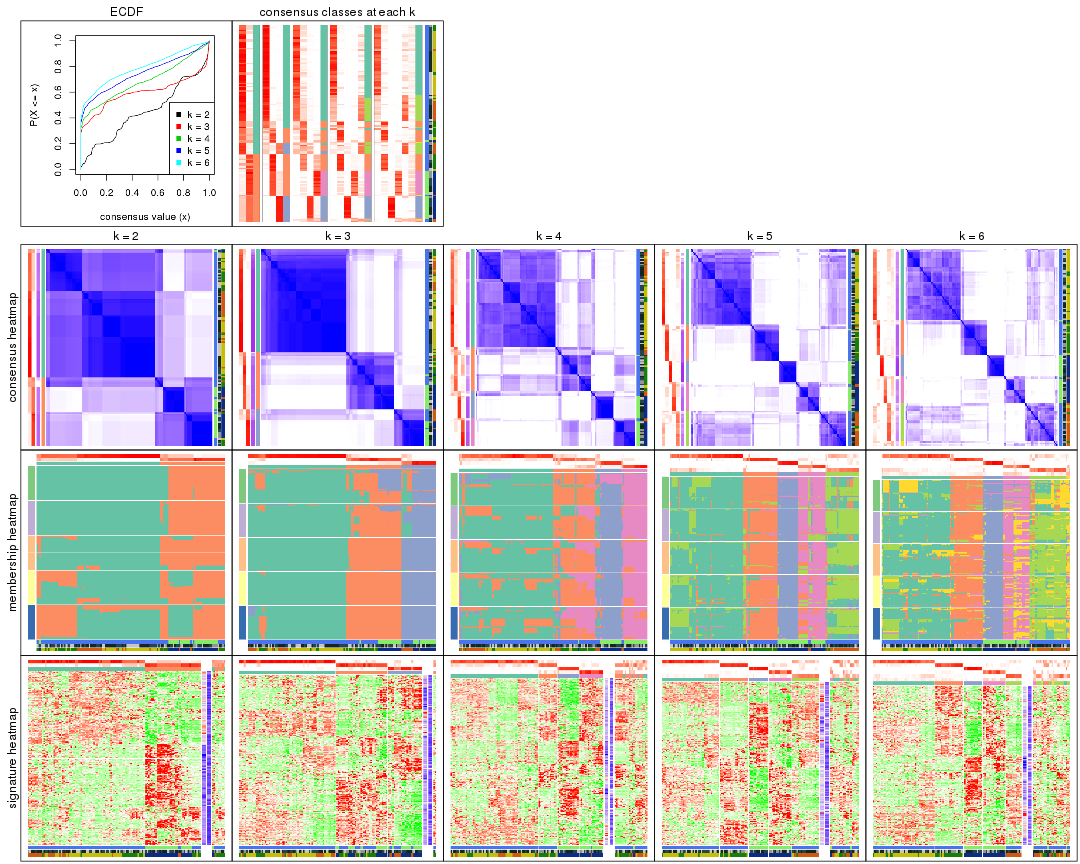 ECDF
consensus classes at each k
P(X <= x)
0.0 0.2 0.4 0.6 0.8 1.0
k = 2
k = 3
k = 4
k = 5
k = 6
0.0 0.2 0.4 0.6 0.8 1.0
consensus value (x)
k = 2 k = 3 k = 4 k = 5 k = 6
consensus heatmap
membership heatmap
signature heatmap